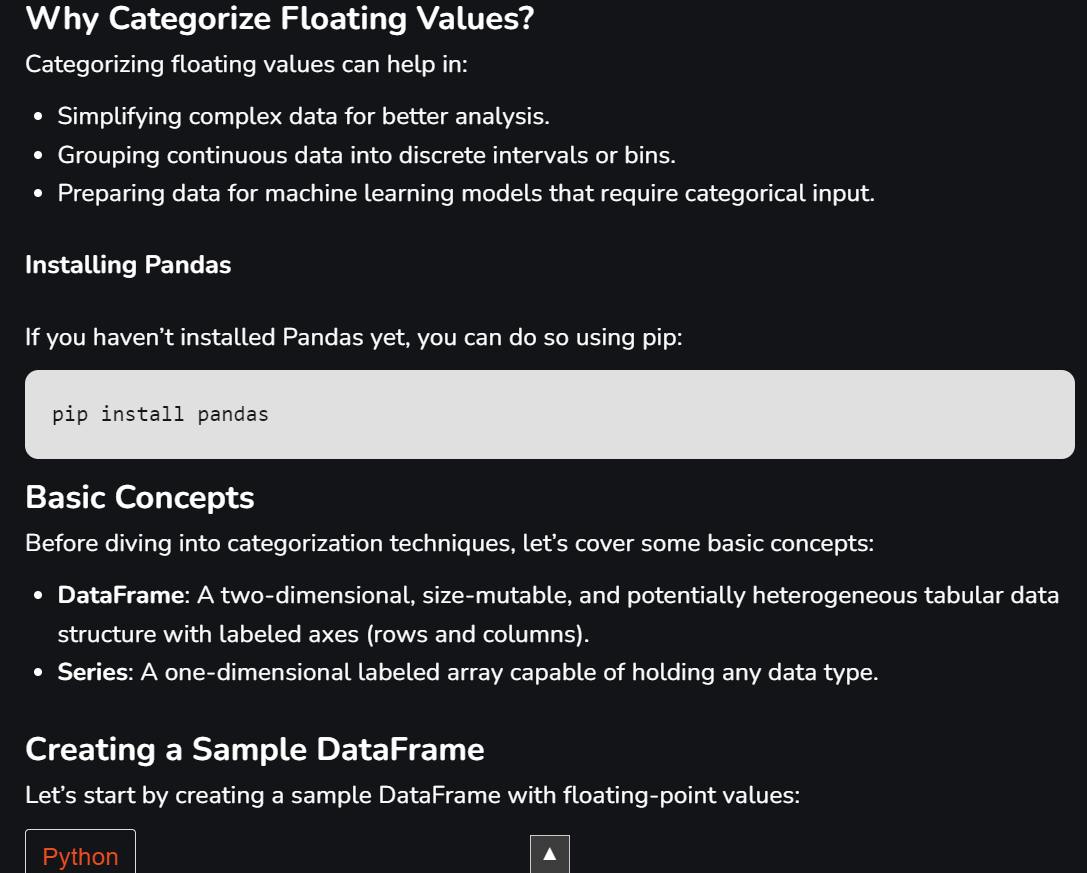 Why Categorize Floating Values?
Categorizing floating values can help in:
• Simplifying complex data for better analysis.
• Grouping continuous data into discrete intervals or bins.
• Preparing data for machine learning models that require categorical input.
Installing Pandas
If you haven’t installed Pandas yet, you can do so using pip:
pip install pandas
Basic Concepts
Before diving into categorization techniques, let’s cover some basic concepts:
• DataFrame: A two-dimensional, size-mutable, and potentially heterogeneous tabular data
structure with labeled axes (rows and columns).
• Series: A one-dimensional labeled array capable of holding any data type.
Creating a Sample DataFrame
Let’s start by creating a sample DataFrame with floating-point values:
Python